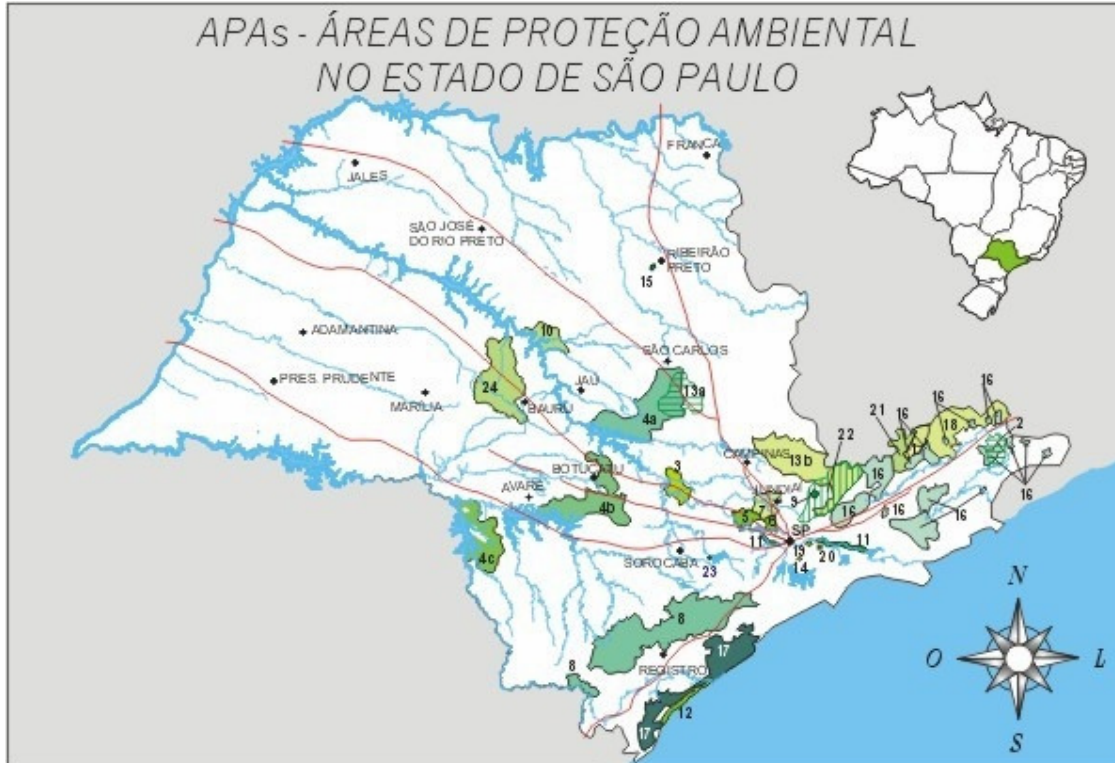 APAs - ÁREAS DE PROTEÇÃO AMBIENTAL
NO ESTADO DE SÃO PAULO
FRANCA
JALES
SÃO JOSÉ
DO RIO PRETO
RIBEIRÃO
PRETO
15
ADAMANTINA
10
SÃO CARLOS
PRES. PRUDENTE
24
JAÚ
13a
MARÍLIA
BAURU
4a
16
16
16
21
18
2
22
CAMPINAS
13b
16
BOTUCATU
3
JUNDIAÍ
9
AVARÉ
4b
5
7
6
16
16
16
16
SP
11
11
4c
SOROCABA
23
19
14
20
N
8
17
O
L
8
REGISTRO
12
17
S